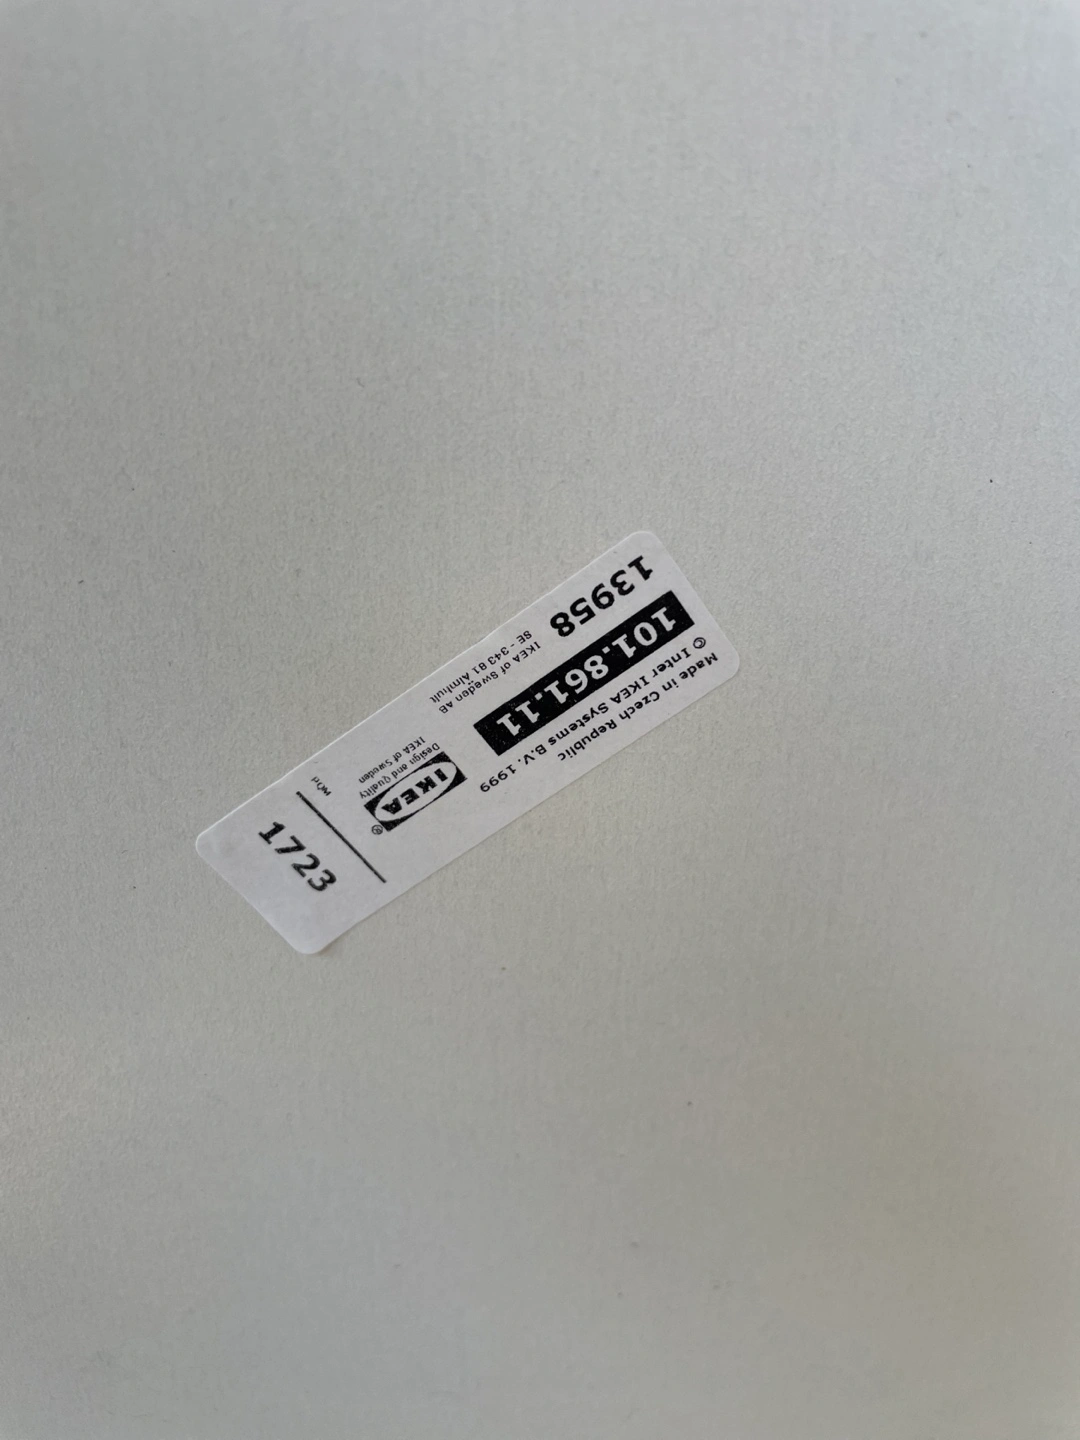 Made in Czech Republic
© Inter IKEA Systems B.V. 1999
101.861.11
13958
IKEA of Sweden AB
SE - 343 81 Älmhult
IKEA®
Design and Quality
IKEA of Sweden
1723